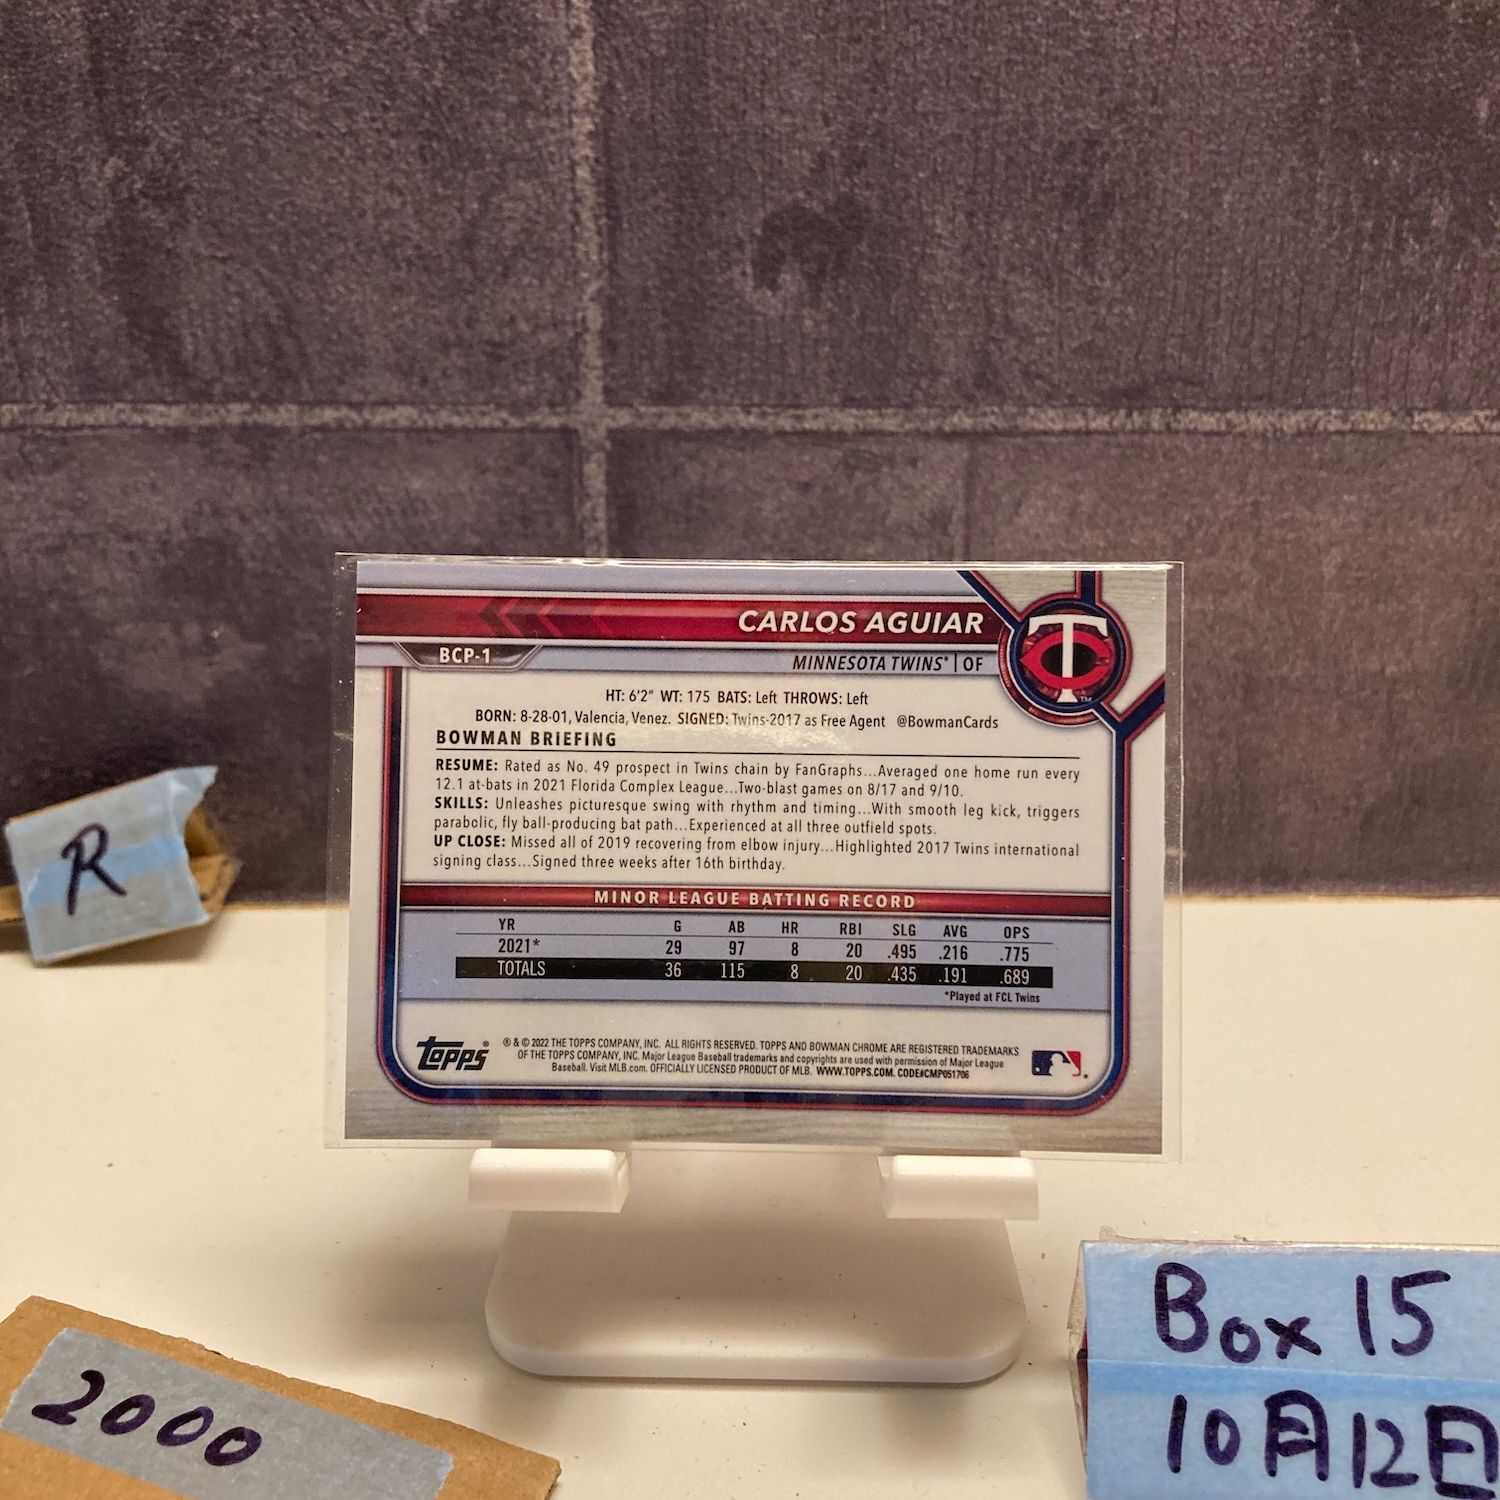 CARLOS AGUIAR
BCP-1
MINNESOTA TWINS® | OF
TC™
HT: 6'2" WT: 175 BATS: Left THROWS: Left
BORN: 8-28-01, Valencia, Venez. SIGNED: Twins-2017 as Free Agent @BowmanCards
BOWMAN BRIEFING
RESUME: Rated as No. 49 prospect in Twins chain by FanGraphs...Averaged one home run every
12.1 at-bats in 2021 Florida Complex League...Two-blast games on 8/17 and 9/10.
SKILLS: Unleashes picturesque swing with rhythm and timing...With smooth leg kick, triggers
parabolic, fly ball-producing bat path...Experienced at all three outfield spots.
UP CLOSE: Missed all of 2019 recovering from elbow injury...Highlighted 2017 Twins international
signing class...Signed three weeks after 16th birthday.
MINOR LEAGUE BATTING RECORD
YR G AB HR RBI SLG AVG OPS
2021* 29 97 8 20 .495 .216 .775
TOTALS 36 115 8 20 .435 .191 .689
*Played at FCL Twins
Topps®
® & © 2022 THE TOPPS COMPANY, INC. ALL RIGHTS RESERVED. TOPPS AND BOWMAN CHROME ARE REGISTERED TRADEMARKS
OF THE TOPPS COMPANY, INC. Major League Baseball trademarks and copyrights are used with permission of Major League
Baseball. Visit MLB.com. OFFICIALLY LICENSED PRODUCT OF MLB. WWW.TOPPS.COM. CODE#CMP051706
R
2000
Box 15
10月12日